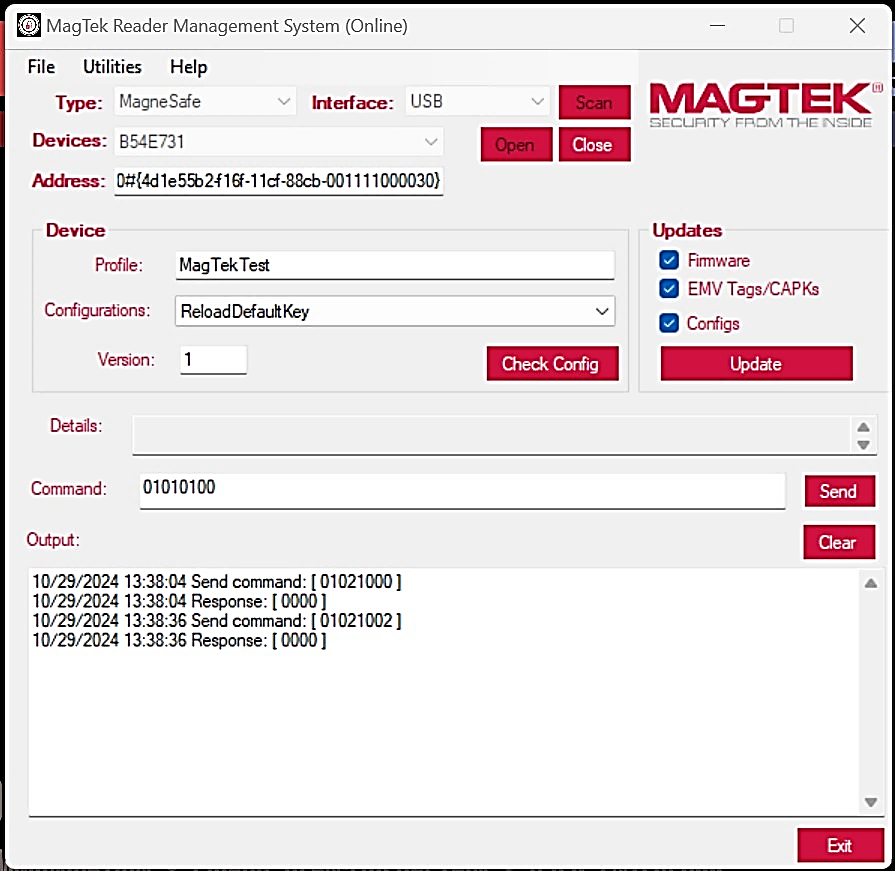 MagTek Reader Management System (Online)
File Utilities Help
Type: MagneSafe Interface: USB Scan
MAGTEK®
SECURITY FROM THE INSIDE
Devices: B54E731 Open Close
Address: 0#{4d1e55b2-f16f-11cf-88cb-001111000030}
Device
Profile: MagTekTest
Configurations: ReloadDefaultKey
Version: 1 Check Config
Updates
Firmware
EMV Tags/CAPKs
Configs
Update
Details:
Command: 01010100 Send
Output: Clear
10/29/2024 13:38:04 Send command: [ 01021000 ]
10/29/2024 13:38:04 Response: [ 0000 ]
10/29/2024 13:38:36 Send command: [ 01021002 ]
10/29/2024 13:38:36 Response: [ 0000 ]
Exit